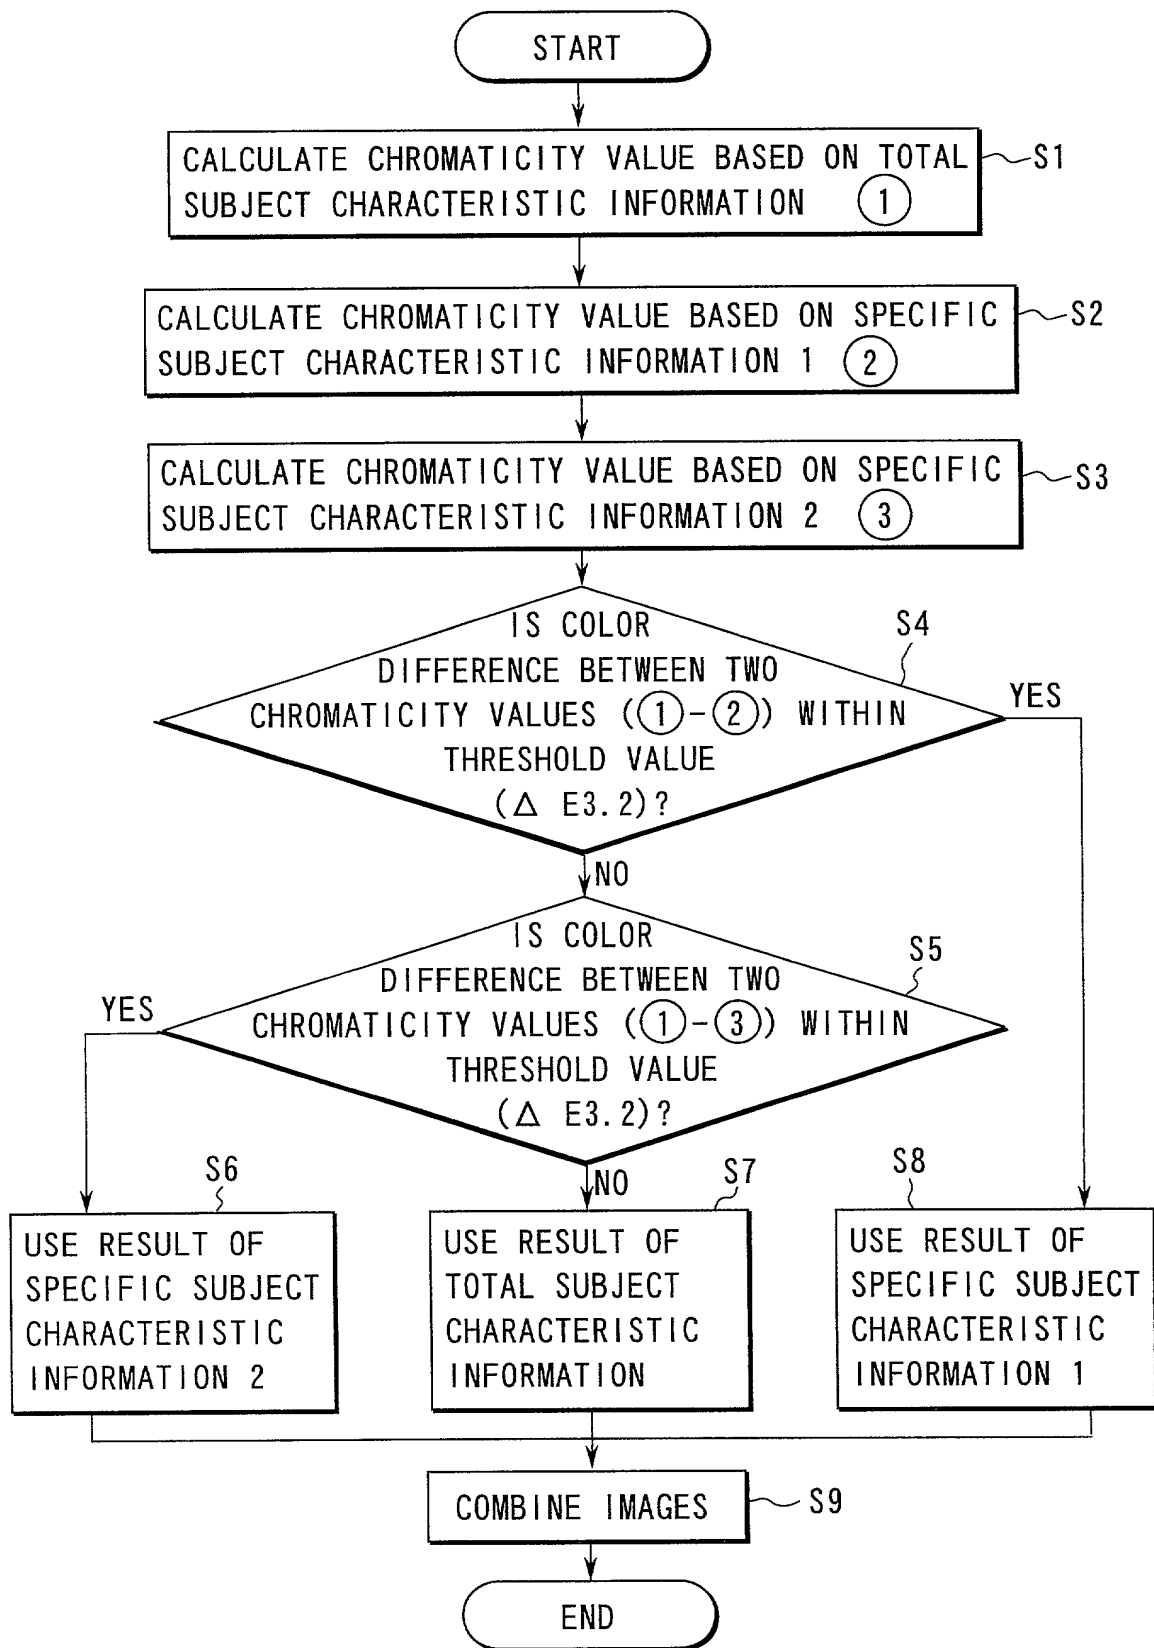 START
CALCULATE CHROMATICITY VALUE BASED ON TOTAL
SUBJECT CHARACTERISTIC INFORMATION ①
S1
CALCULATE CHROMATICITY VALUE BASED ON SPECIFIC
SUBJECT CHARACTERISTIC INFORMATION 1 ②
S2
CALCULATE CHROMATICITY VALUE BASED ON SPECIFIC
SUBJECT CHARACTERISTIC INFORMATION 2 ③
S3
IS COLOR
DIFFERENCE BETWEEN TWO
CHROMATICITY VALUES (①-②) WITHIN
THRESHOLD VALUE
(△ E3.2)?
S4
YES
NO
IS COLOR
DIFFERENCE BETWEEN TWO
CHROMATICITY VALUES (①-③) WITHIN
THRESHOLD VALUE
(△ E3.2)?
S5
YES
NO
S6
USE RESULT OF
SPECIFIC SUBJECT
CHARACTERISTIC
INFORMATION 2
S7
USE RESULT OF
TOTAL SUBJECT
CHARACTERISTIC
INFORMATION
S8
USE RESULT OF
SPECIFIC SUBJECT
CHARACTERISTIC
INFORMATION 1
COMBINE IMAGES
S9
END